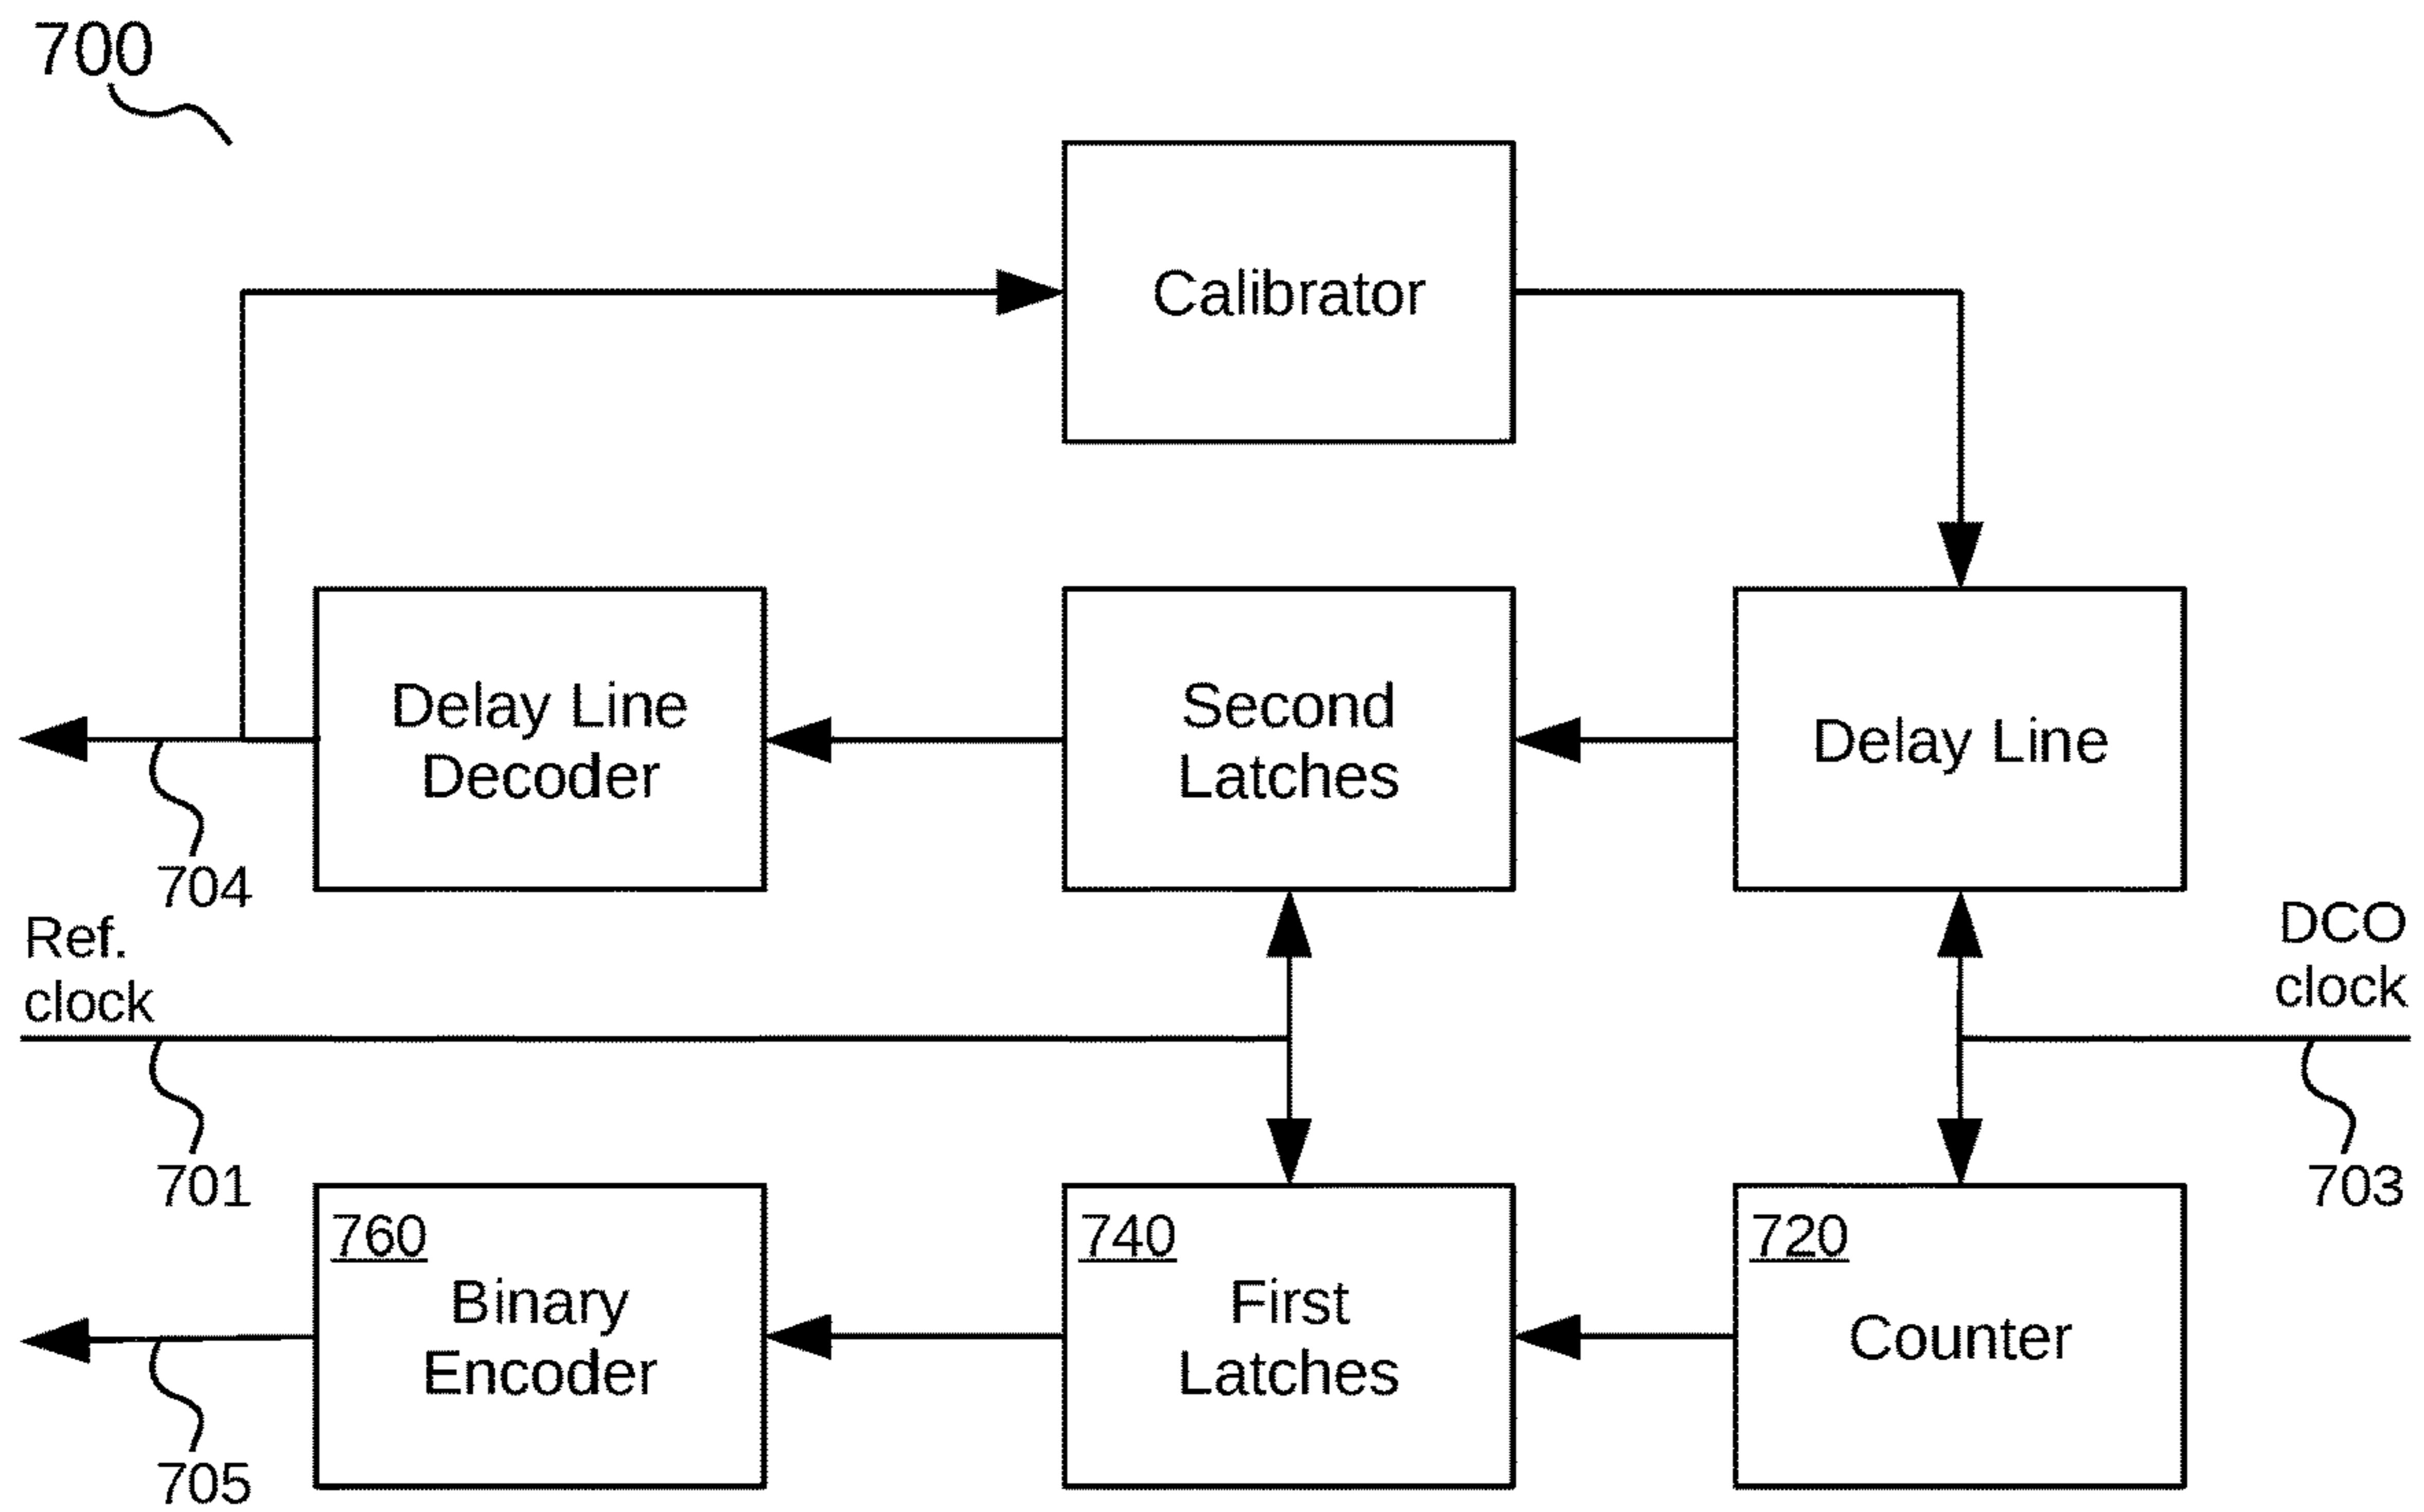 700
Calibrator
Delay Line
Decoder
Second
Latches
Delay Line
704
Ref.
clock
DCO
clock
701
703
760
Binary
Encoder
740
First
Latches
720
Counter
705